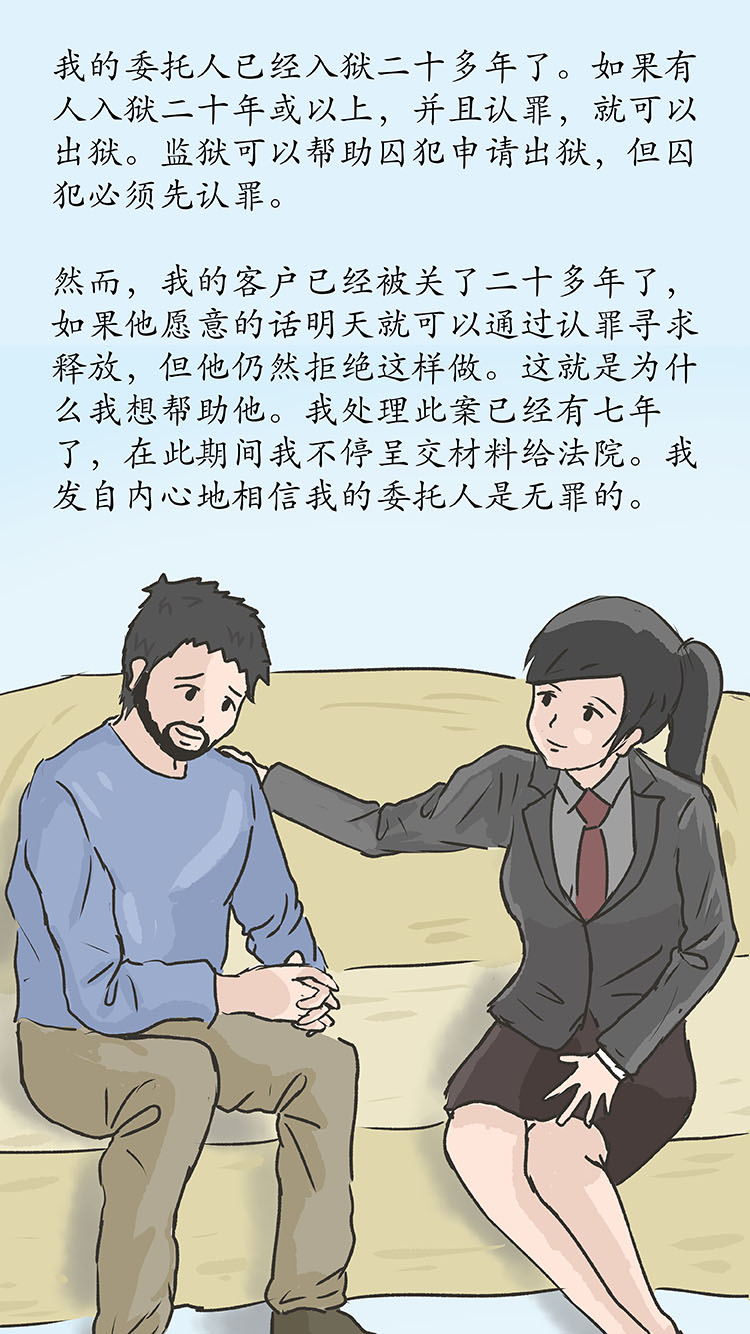 我的委托人已经入狱二十多年了。如果有
人入狱二十年或以上，并且认罪，就可以
出狱。监狱可以帮助囚犯申请出狱，但囚
犯必须先认罪。
然而，我的客户已经被关了二十多年了，
如果他愿意的话明天就可以通过认罪寻求
释放，但他仍然拒绝这样做。这就是为什
么我想帮助他。我处理此案已经有七年
了，在此期间我不停呈交材料给法院。我
发自内心地相信我的委托人是无罪的。